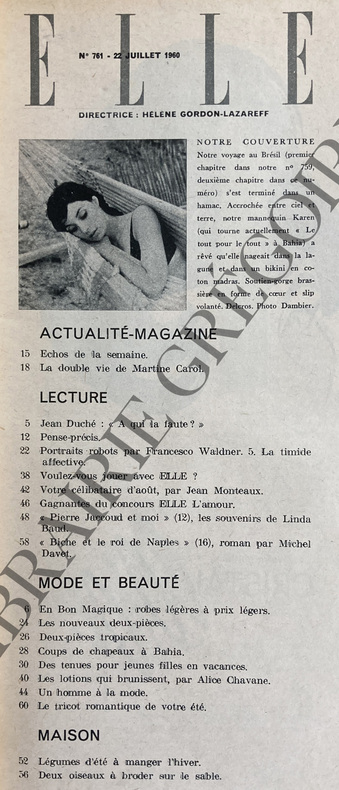 ELLE
N° 761 - 22 JUILLET 1960
DIRECTRICE : HÉLÈNE GORDON-LAZAREFF
NOTRE COUVERTURE
Notre voyage au Brésil (premier
chapitre dans notre n° 759,
deuxième chapitre dans ce nu-
méro) s'est terminé dans un
hamac. Accrochée entre ciel et
terre, notre mannequin Karen
(qui tourne actuellement « Le
tout pour le tout » à Bahia) a
rêvé qu'elle nageait dans la la-
gune et dans un bikini en co-
ton madras. Soutien-gorge bras-
sière en forme de cœur et slip
volanté. Delcros. Photo Dambier.
ACTUALITÉ-MAGAZINE
15 Echos de la semaine.
18 La double vie de Martine Carol.
LECTURE
5 Jean Duché : « A qui la faute ? »
12 Pense-précis.
22 Portraits robots par Francesco Waldner. 5. La timide
affective.
38 Voulez-vous jouer avec ELLE ?
42 Votre célibataire d'août, par Jean Monteaux.
46 Gagnantes du concours ELLE L'amour.
48 « Pierre Jaccoud et moi » (12), les souvenirs de Linda
Baud.
58 « Biche et le roi de Naples » (16), roman par Michel
Davet.
MODE ET BEAUTÉ
6 En Bon Magique : robes légères à prix légers.
24 Les nouveaux deux-pièces.
26 Deux-pièces tropicaux.
28 Coups de chapeaux à Bahia.
30 Des tenues pour jeunes filles en vacances.
40 Les lotions qui brunissent, par Alice Chavane.
44 Un homme à la mode.
60 Le tricot romantique de votre été.
MAISON
52 Légumes d'été à manger l'hiver.
56 Deux oiseaux à broder sur le sable.
LIBRAIRIE GRÉGOIRE